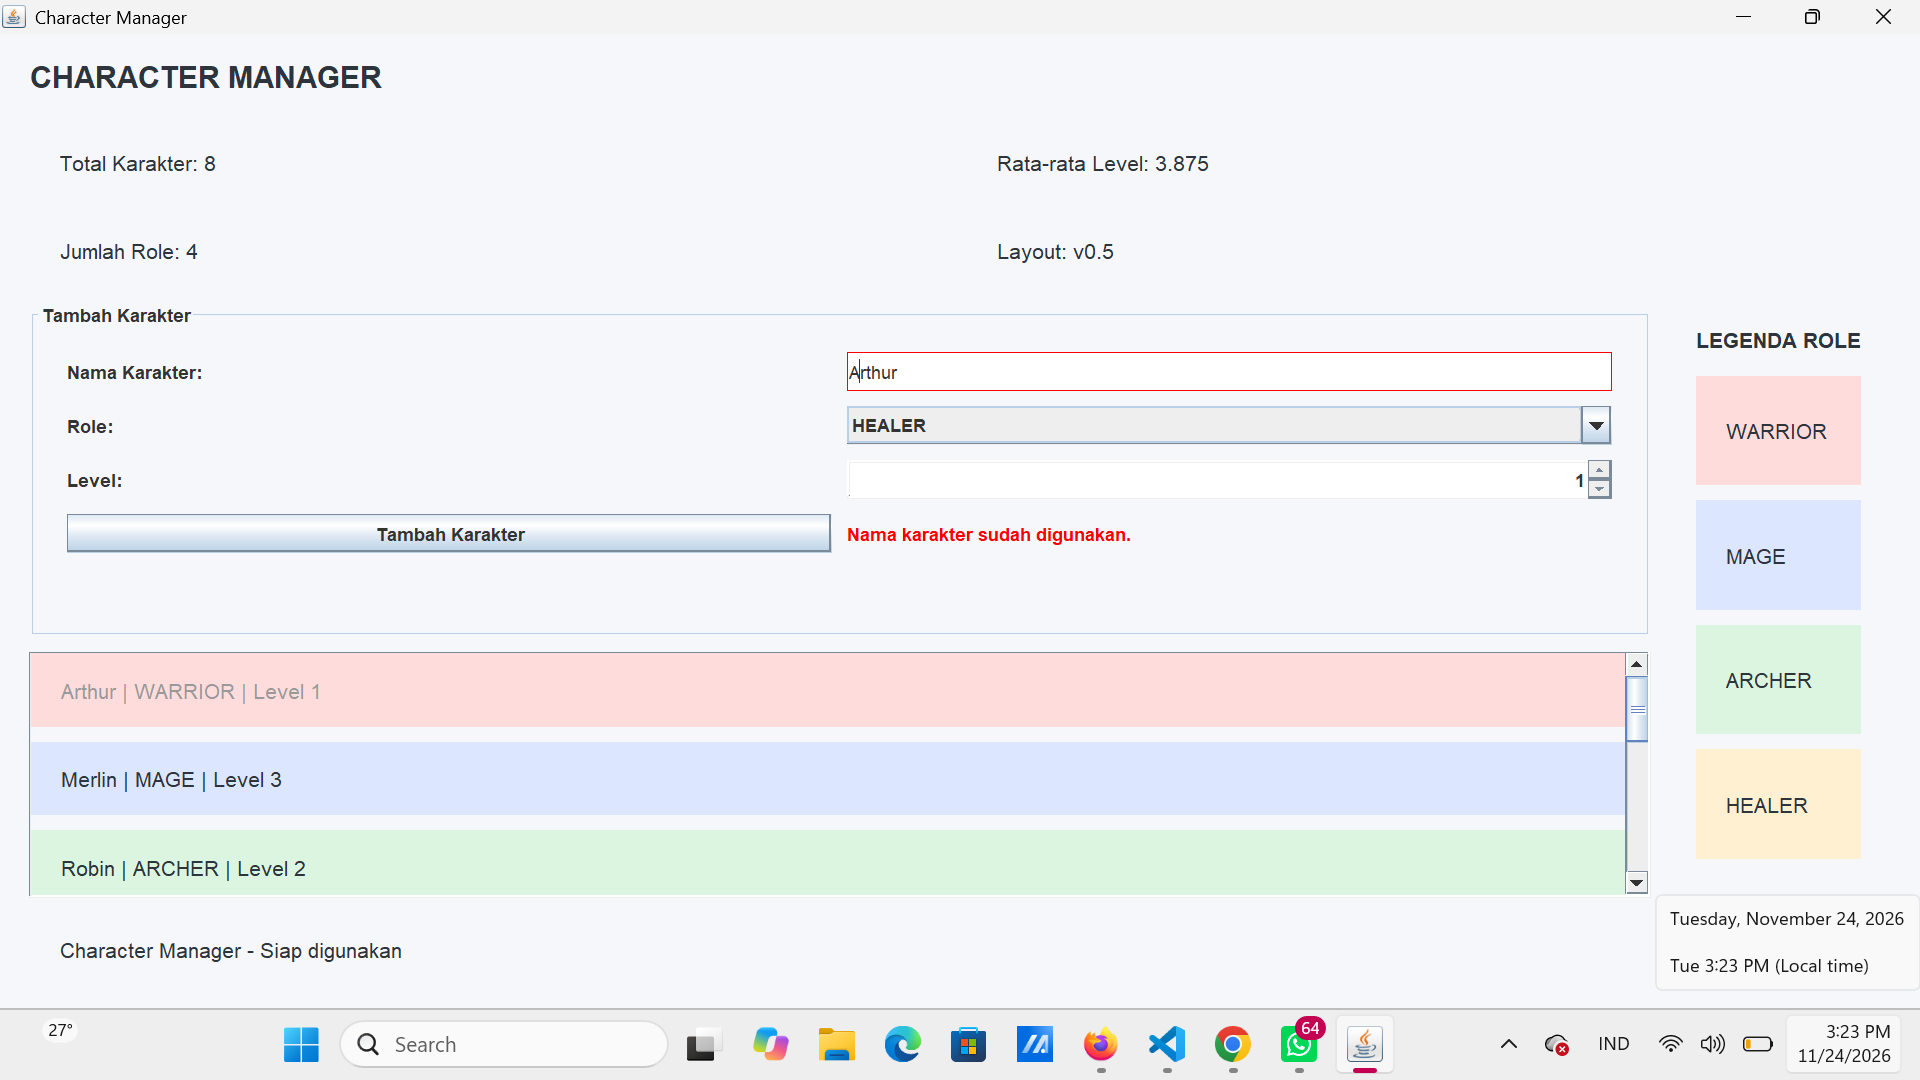 Character Manager
CHARACTER MANAGER
Total Karakter: 8
Rata-rata Level: 3.875
Jumlah Role: 4
Layout: v0.5
Tambah Karakter
Nama Karakter:
Arthur
Role:
HEALER
Level:
1
Tambah Karakter
Nama karakter sudah digunakan.
LEGENDA ROLE
WARRIOR
MAGE
ARCHER
HEALER
Arthur | WARRIOR | Level 1
Merlin | MAGE | Level 3
Robin | ARCHER | Level 2
Character Manager - Siap digunakan
Tuesday, November 24, 2026
Tue 3:23 PM (Local time)
27°
Search
64
IND
3:23 PM
11/24/2026